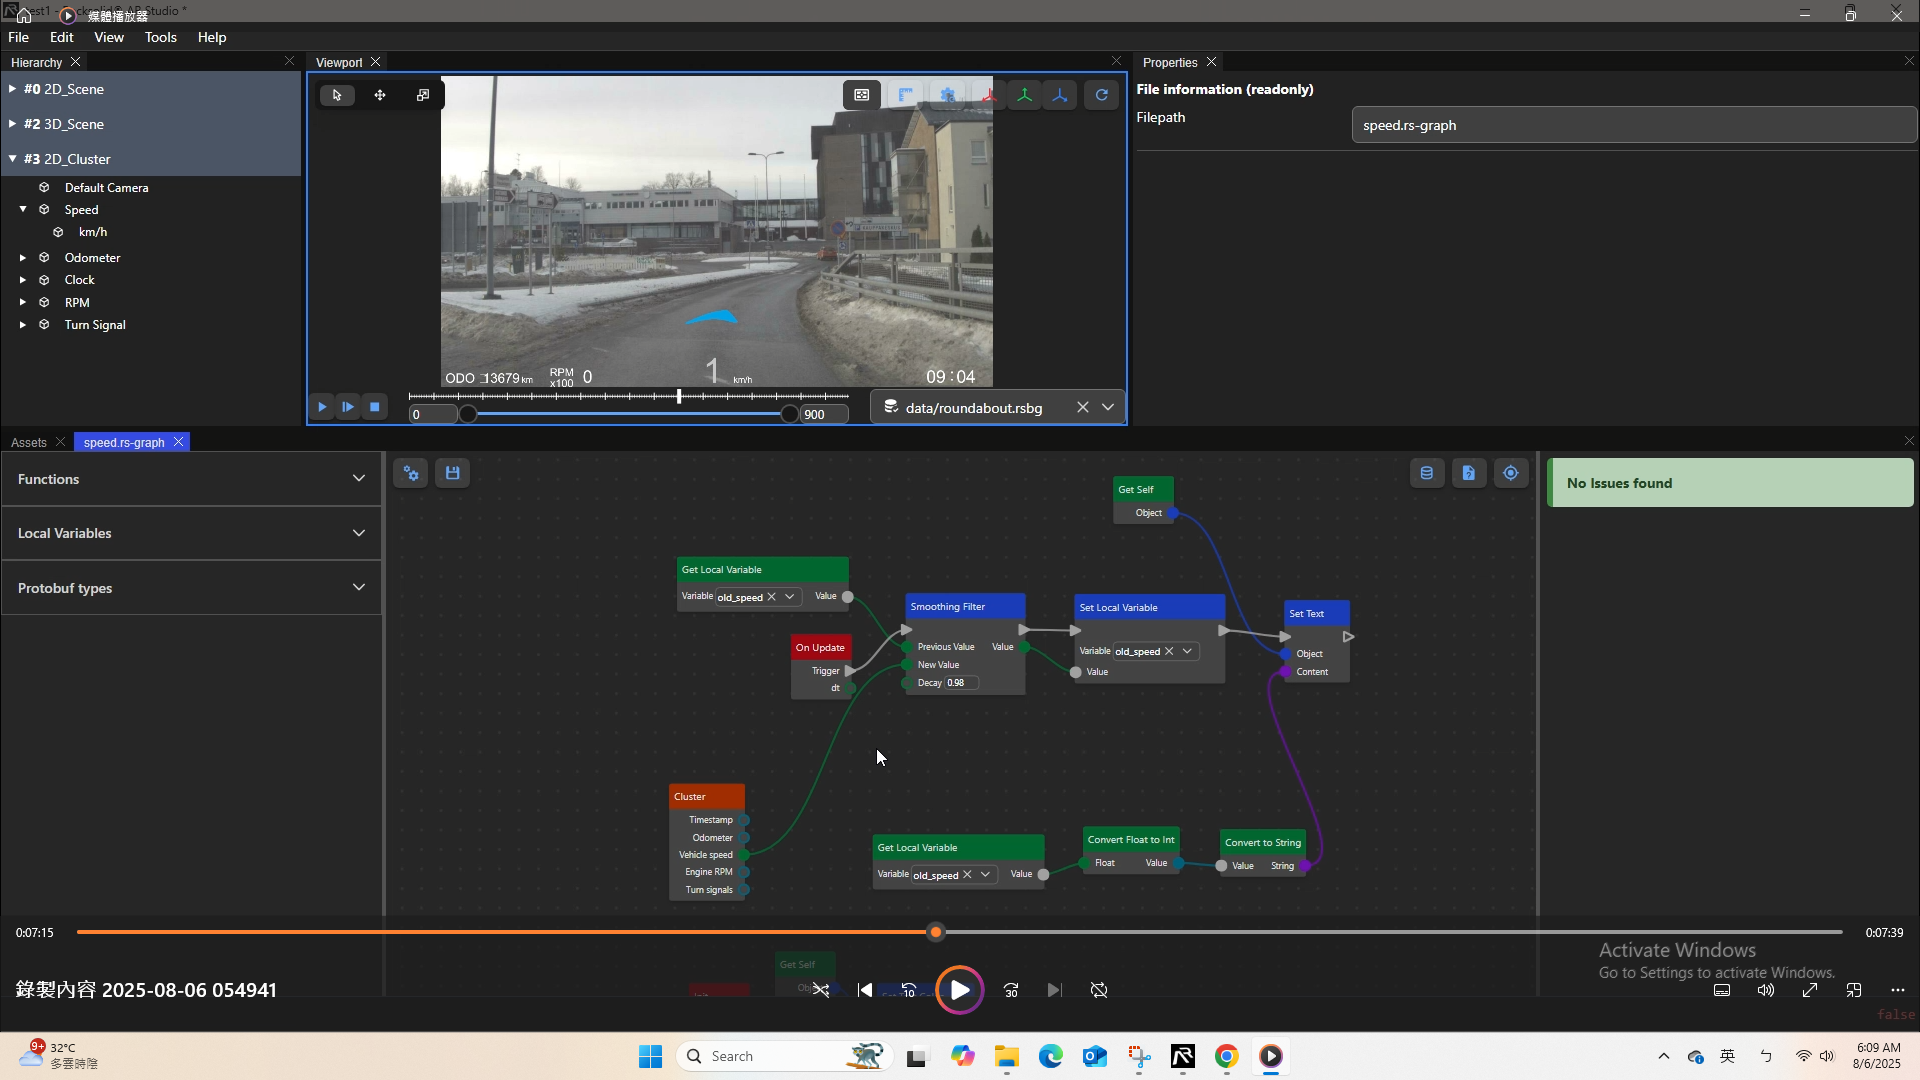 媒體播放器
File Edit View Tools Help
Hierarchy
#0 2D_Scene
#2 3D_Scene
#3 2D_Cluster
Default Camera
Speed
km/h
Odometer
Clock
RPM
Turn Signal
Viewport
ODO 13679 km
RPM x100 0
1 km/h
09:04
0
900
data/roundabout.rsbg
Properties
File information (readonly)
Filepath
speed.rs-graph
Assets
speed.rs-graph
Functions
Local Variables
Protobuf types
Get Self
Object
Get Local Variable
Variable old_speed Value
On Update
Trigger
dt
Smoothing Filter
Previous Value Value
New Value
Decay 0.98
Set Local Variable
Variable old_speed
Value
Set Text
Object
Content
Cluster
Timestamp
Odometer
Vehicle speed
Engine RPM
Turn signals
Get Local Variable
Variable old_speed Value
Convert Float to Int
Float Value
Convert to String
Value String
Get Self
No Issues found
0:07:15
0:07:39
錄製內容 2025-08-06 054941
10
30
Activate Windows
Go to Settings to activate Windows.
false
9+
32°C
多雲時陰
Search
英
ㄅ
6:09 AM
8/6/2025